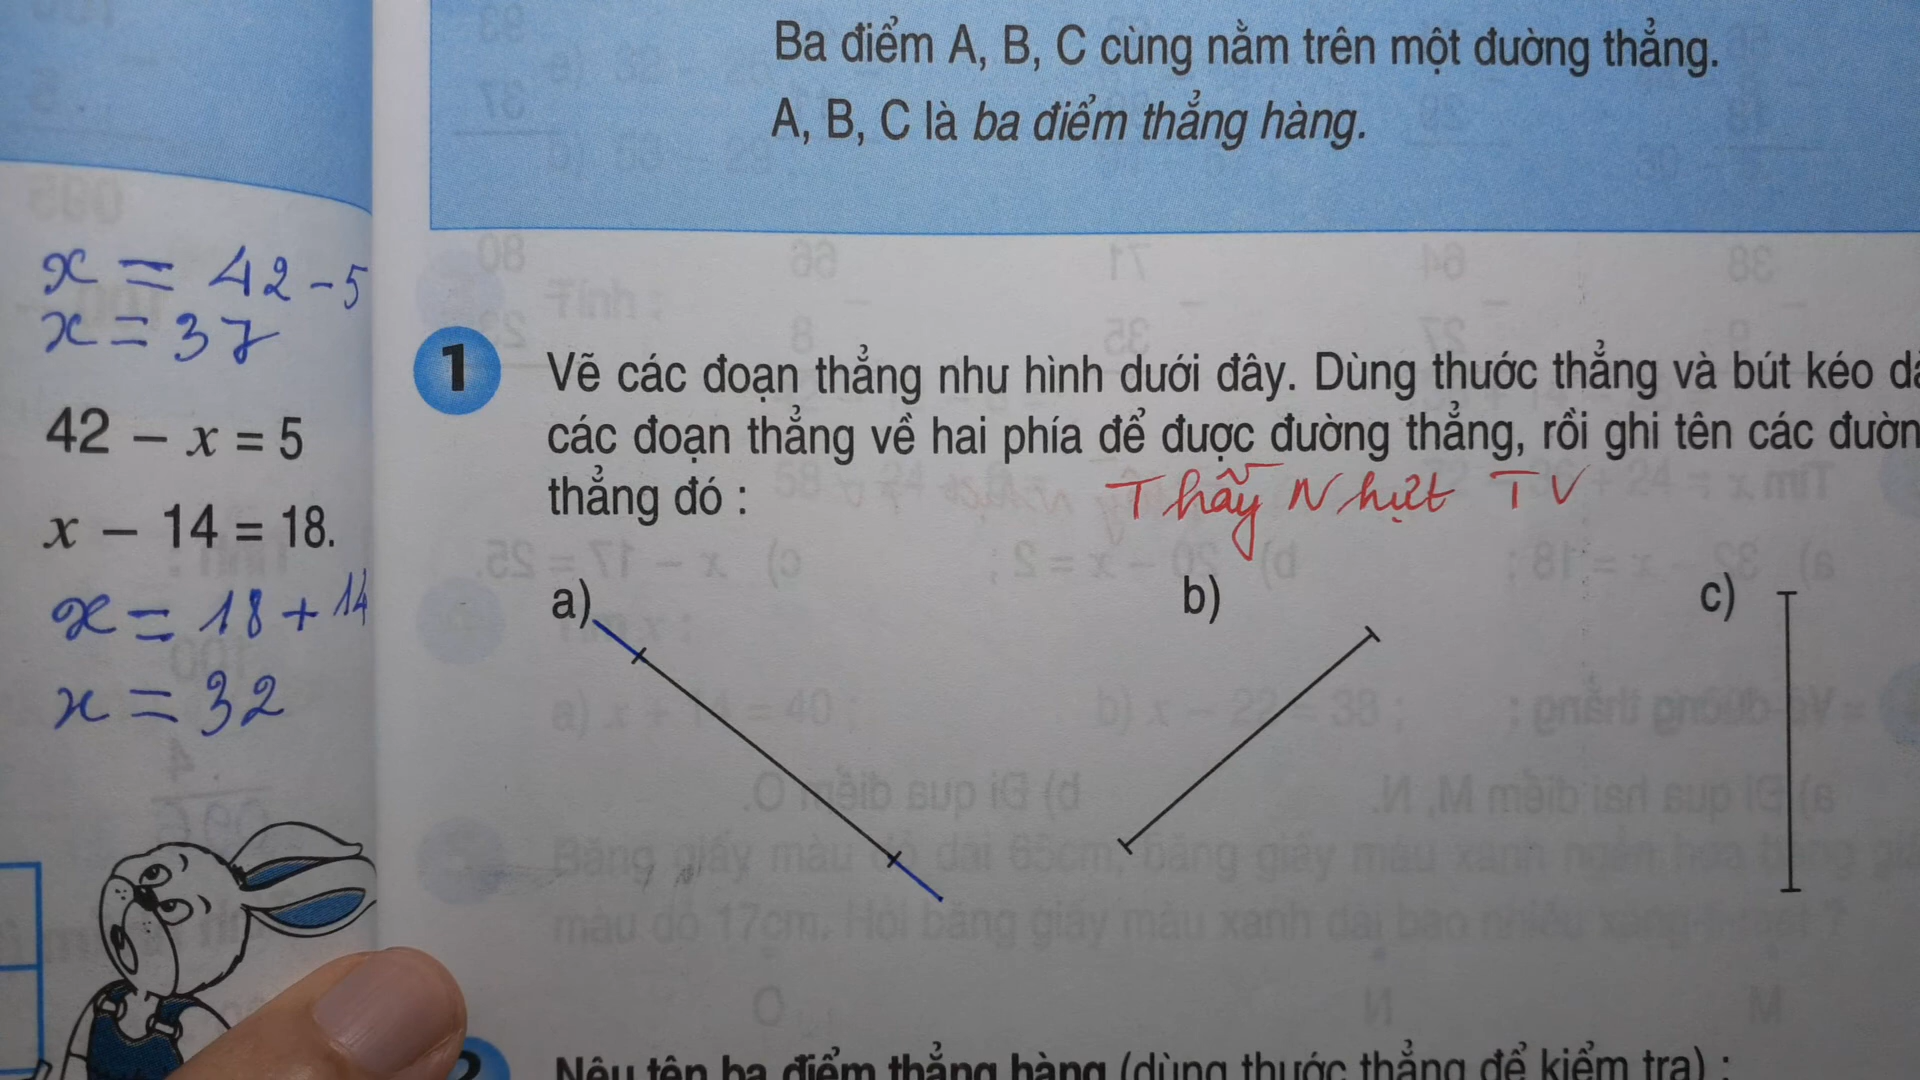 Ba điểm A, B, C cùng nằm trên một đường thẳng.
A, B, C là ba điểm thẳng hàng.
x = 42 - 5
x = 37
42 – x = 5
x – 14 = 18.
x = 18 + 14
x = 32
1 Vẽ các đoạn thẳng như hình dưới đây. Dùng thước thẳng và bút kéo
các đoạn thẳng về hai phía để được đường thẳng, rồi ghi tên các
thẳng đó :
Thầy Nhựt TV
a) b) c)
2 Nêu tên ba điểm thẳng hàng (dùng thước thẳng để kiểm tra) :